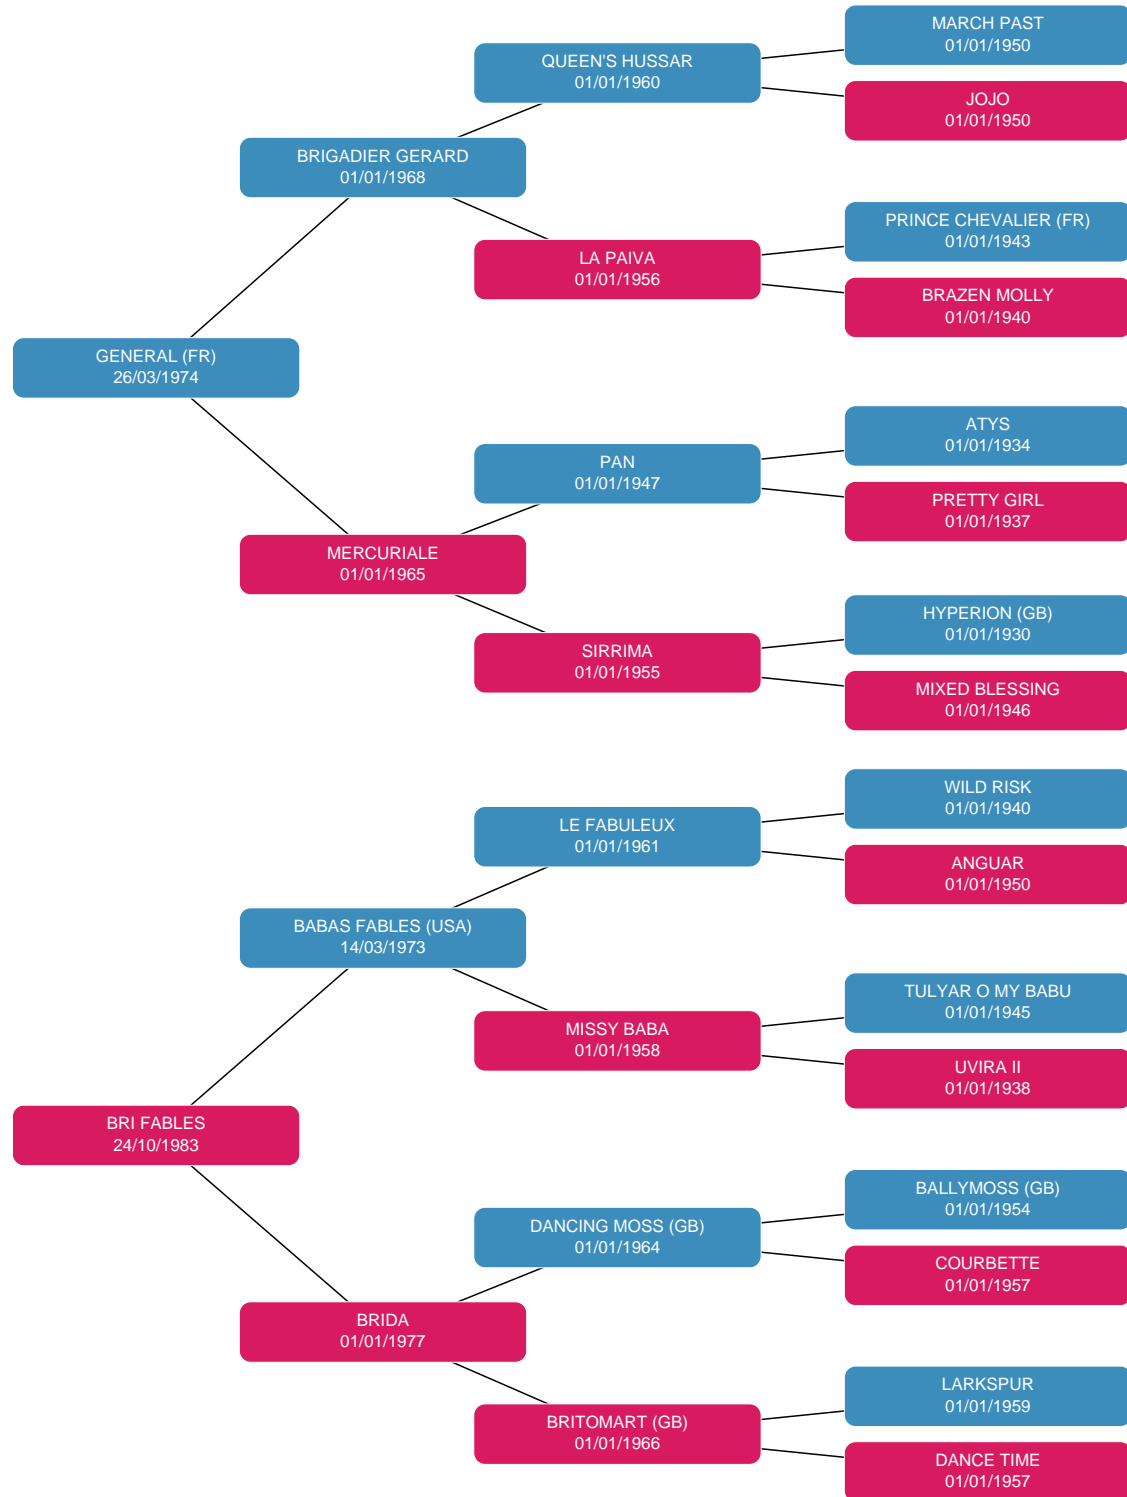 MARCH PAST
01/01/1950
QUEEN'S HUSSAR
01/01/1960
JOJO
01/01/1950
BRIGADIER GERARD
01/01/1968
PRINCE CHEVALIER (FR)
01/01/1943
LA PAIVA
01/01/1956
BRAZEN MOLLY
01/01/1940
GENERAL (FR)
26/03/1974
ATYS
01/01/1934
PAN
01/01/1947
PRETTY GIRL
01/01/1937
MERCURIALE
01/01/1965
HYPERION (GB)
01/01/1930
SIRRIMA
01/01/1955
MIXED BLESSING
01/01/1946
WILD RISK
01/01/1940
LE FABULEUX
01/01/1961
ANGUAR
01/01/1950
BABAS FABLES (USA)
14/03/1973
TULYAR O MY BABU
01/01/1945
MISSY BABA
01/01/1958
UVIRA II
01/01/1938
BRI FABLES
24/10/1983
BALLYMOSS (GB)
01/01/1954
DANCING MOSS (GB)
01/01/1964
COURBETTE
01/01/1957
BRIDA
01/01/1977
LARKSPUR
01/01/1959
BRITOMART (GB)
01/01/1966
DANCE TIME
01/01/1957